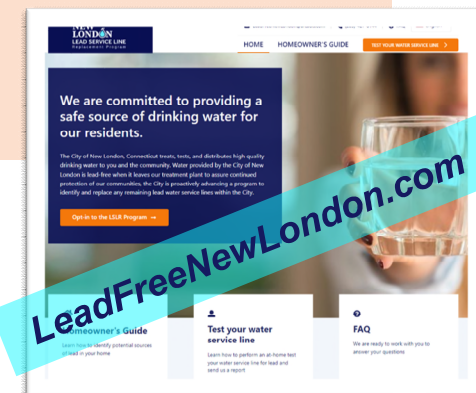 NEW
LONDON
LEAD SERVICE LINE
Replacement Program
HOME HOMEOWNER'S GUIDE TEST YOUR WATER SERVICE LINE
We are committed to providing a
safe source of drinking water for
our residents.
The City of New London, Connecticut treats, tests, and distributes high quality
drinking water to you and the community. Water provided by the City of New
London is lead-free when it leaves our treatment plant to assure continued
protection of our communities, the City is proactively advancing a program to
identify and replace any remaining lead water service lines within the City.
Opt-in to the LSLR Program →
LeadFreeNewLondon.com
Homeowner's Guide
Learn how to identify potential sources
of lead in your home
Test your water
service line
Learn how to perform an at-home test
your water service line for lead and
send us a report
FAQ
We are ready to work with you to
answer your questions